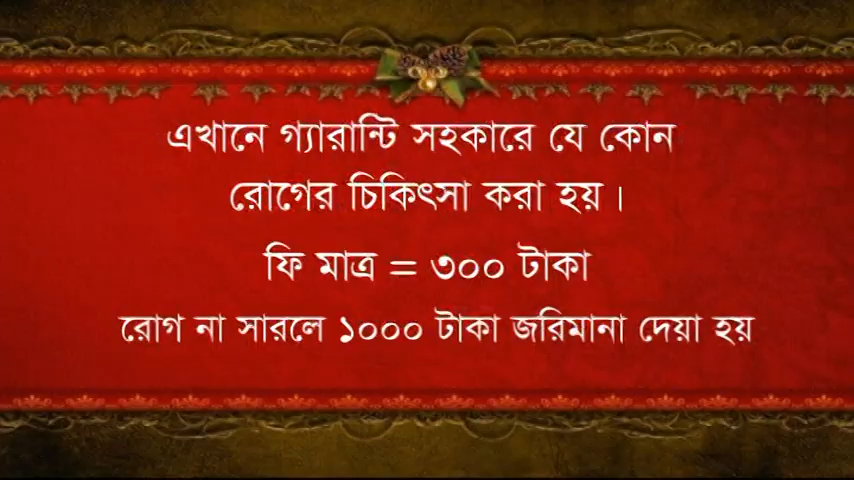 এখানে গ্যারান্টি সহকারে যে কোন
রোগের চিকিৎসা করা হয় ।
ফি মাত্র = ৩০০ টাকা
রোগ না সারলে ১০০০ টাকা জরিমানা দেয়া হয়